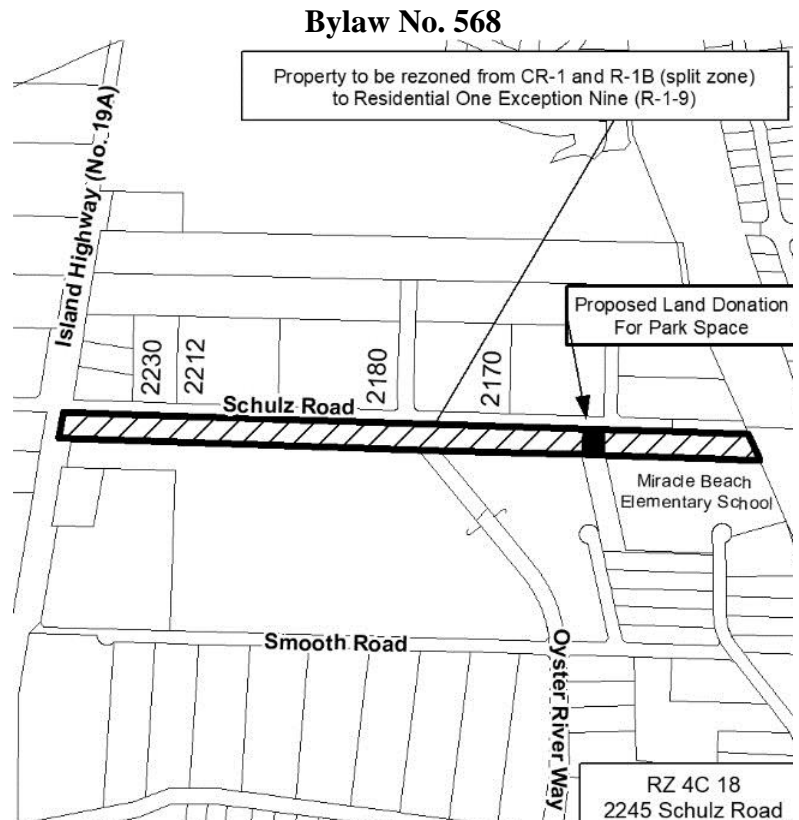 Bylaw No. 568
Property to be rezoned from CR-1 and R-1B (split zone)
to Residential One Exception Nine (R-1-9)
Island Highway (No. 19A)
Proposed Land Donation
For Park Space
2230
2212
2180
2170
Schulz Road
Miracle Beach
Elementary School
Smooth Road
Oyster River Way
RZ 4C 18
2245 Schulz Road